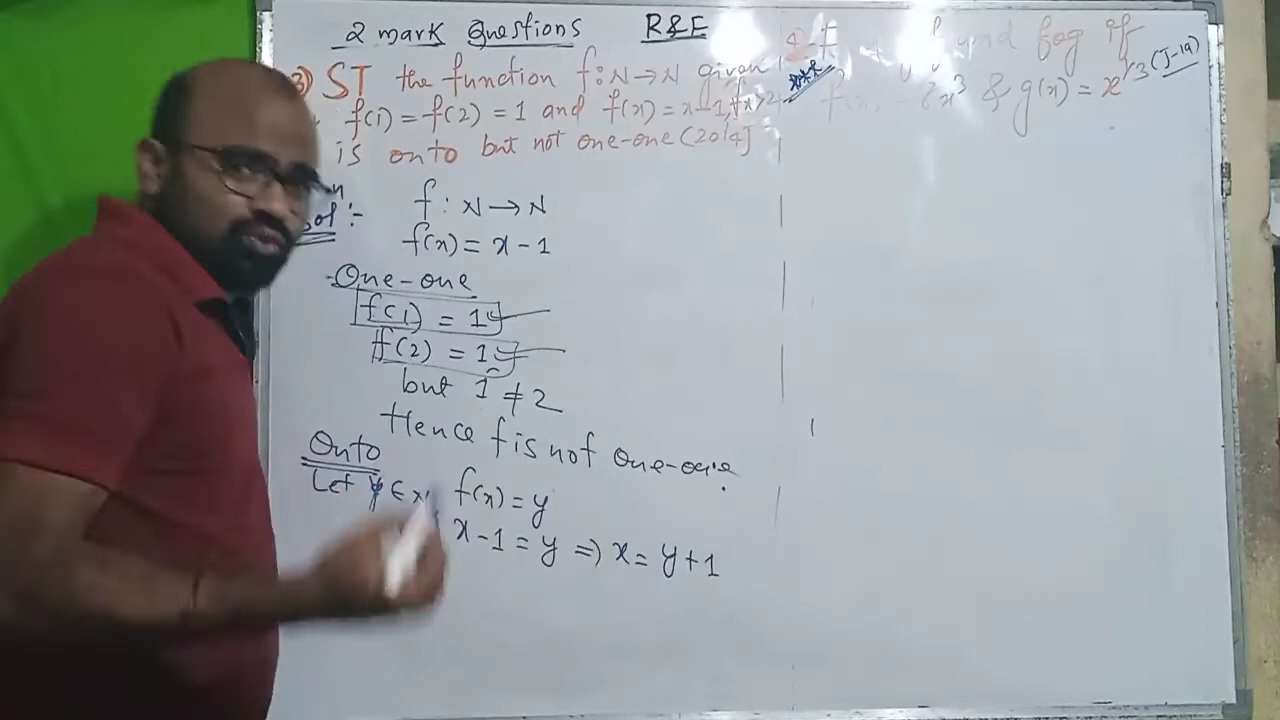 2 mark Questions R&F
3) ST the function f: N → N given
f(1) = f(2) = 1 and f(x) = x-1, ∀x>2
is onto but not one-one (2014]
and fog if
8x³ & g(x) = x^1/3 (J-19)
Sol^n :-
f : N → N
f(x) = x - 1
One-one
f(1) = 1
f(2) = 1
but 1 ≠ 2
Hence f is not one-one.
Onto
Let y ∈ N, f(x) = y
x-1 = y ⇒ x = y+1